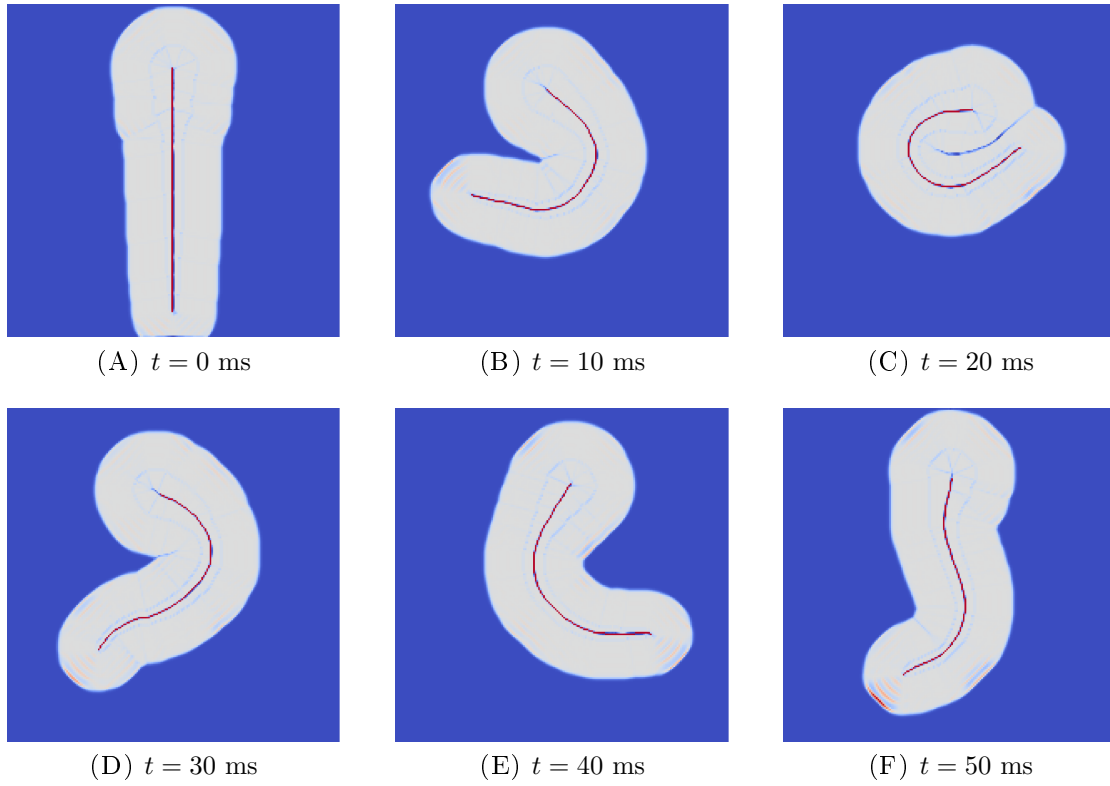 (A) t = 0 ms
(B) t = 10 ms
(C) t = 20 ms
(D) t = 30 ms
(E) t = 40 ms
(F) t = 50 ms